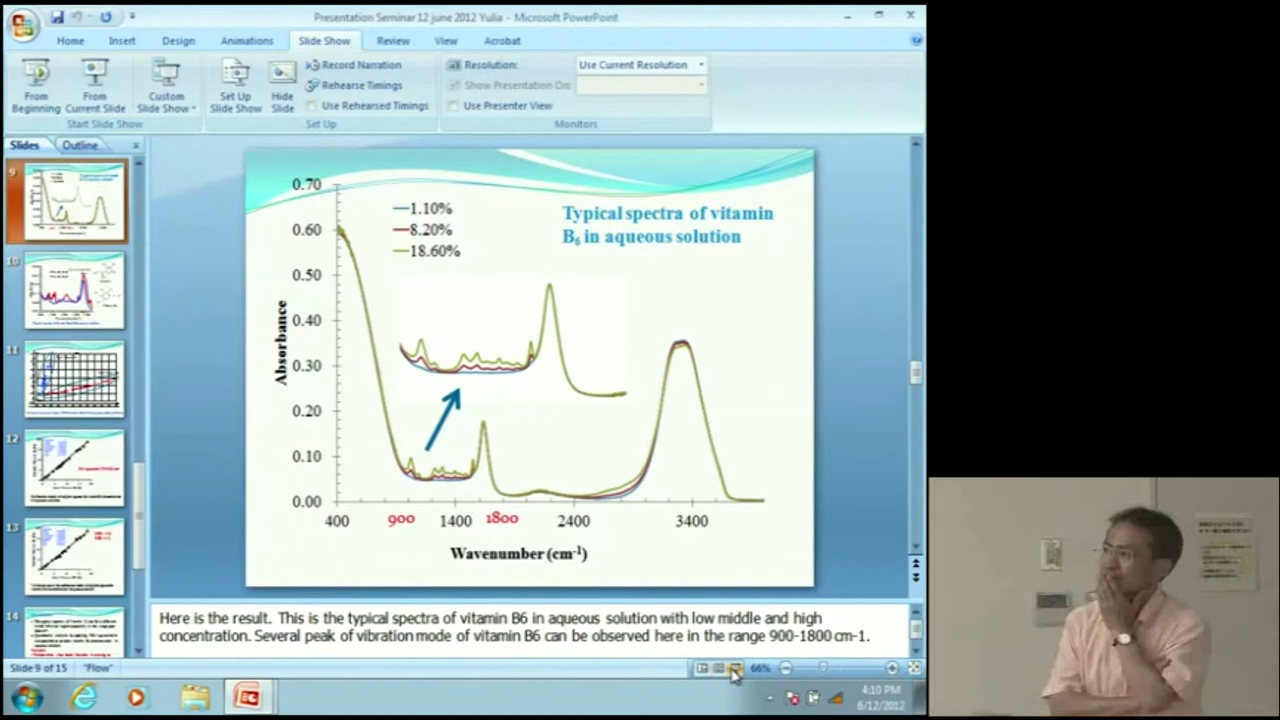 Presentation Seminar 12 june 2012 Yulia - Microsoft PowerPoint
Home Insert Design Animations Slide Show Review View Acrobat
From Beginning
From Current Slide
Custom Slide Show
Start Slide Show
Set Up Slide Show
Hide Slide
Record Narration
Rehearse Timings
Use Rehearsed Timings
Set Up
Resolution: Use Current Resolution
Show Presentation On:
Use Presenter View
Monitors
Slides Outline
9
10
11
12
13
14
Typical spectra of vitamin
B6 in aqueous solution
1.10%
8.20%
18.60%
Absorbance
0.70
0.60
0.50
0.40
0.30
0.20
0.10
0.00
400 900 1400 1800 2400 3400
Wavenumber (cm-1)
Here is the result. This is the typical spectra of vitamin B6 in aqueous solution with low middle and high
concentration. Several peak of vibration mode of vitamin B6 can be observed here in the range 900-1800 cm-1.
Slide 9 of 15 "Flow" 66%
4:10 PM
6/12/2012